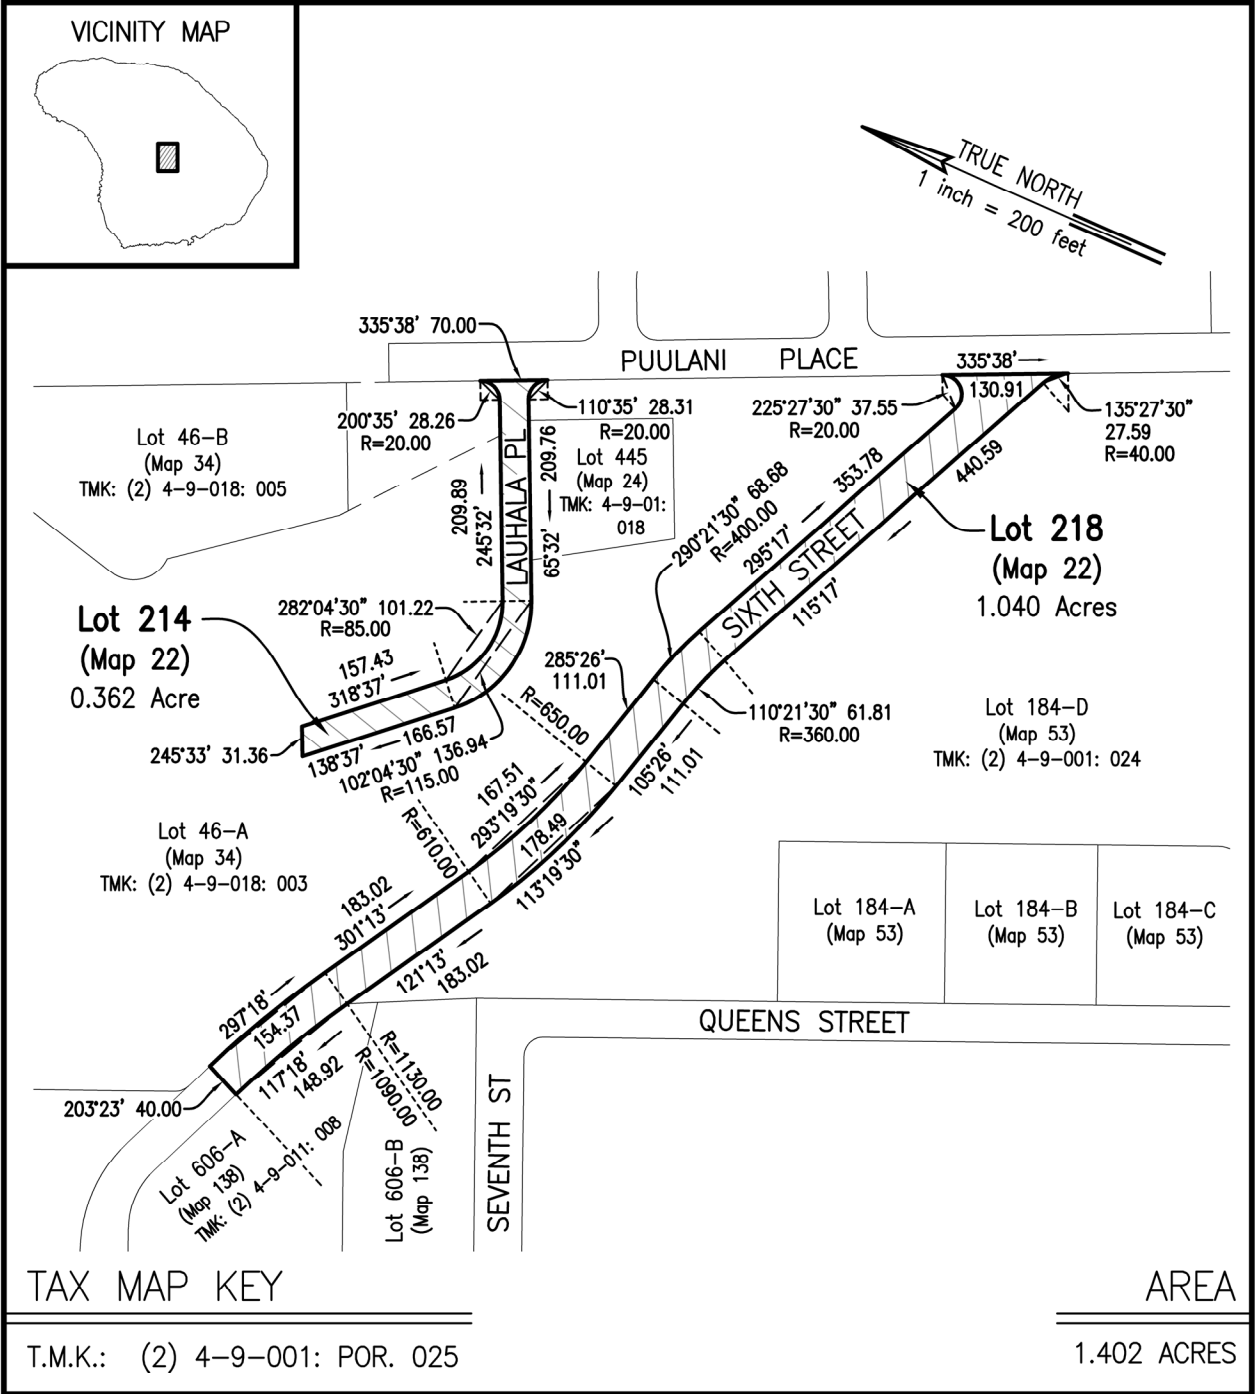 VICINITY MAP
TRUE NORTH
1 inch = 200 feet
335°38' 70.00
PUULANI PLACE
335°38'
130.91
200°35' 28.26
R=20.00
110°35' 28.31
R=20.00
225°27'30" 37.55
R=20.00
135°27'30"
27.59
R=40.00
Lot 46-B
(Map 34)
TMK: (2) 4-9-018: 005
Lot 445
(Map 24)
TMK: 4-9-01:
018
209.89
245°32'
LAUHALA PL
209.76
65°32'
353.78
295°17'
440.59
115°17'
SIXTH STREET
290°21'30" 68.68
R=400.00
Lot 218
(Map 22)
1.040 Acres
Lot 214
(Map 22)
0.362 Acre
282°04'30" 101.22
R=85.00
157.43
318°37'
245°33' 31.36
166.57
138°37'
102°04'30" 136.94
R=115.00
285°26'
111.01
R=650.00
110°21'30" 61.81
R=360.00
105°26'
111.01
Lot 184-D
(Map 53)
TMK: (2) 4-9-001: 024
167.51
293°19'30"
R=610.00
178.49
113°19'30"
Lot 46-A
(Map 34)
TMK: (2) 4-9-018: 003
183.02
301°13'
121°13'
183.02
Lot 184-A
(Map 53)
Lot 184-B
(Map 53)
Lot 184-C
(Map 53)
297°18'
154.37
117°18'
148.92
R=1130.00
R=1090.00
203°23' 40.00
QUEENS STREET
SEVENTH ST
Lot 606-A
(Map 138)
TMK: (2) 4-9-011: 008
Lot 606-B
(Map 138)
TAX MAP KEY
AREA
T.M.K.: (2) 4-9-001: POR. 025
1.402 ACRES